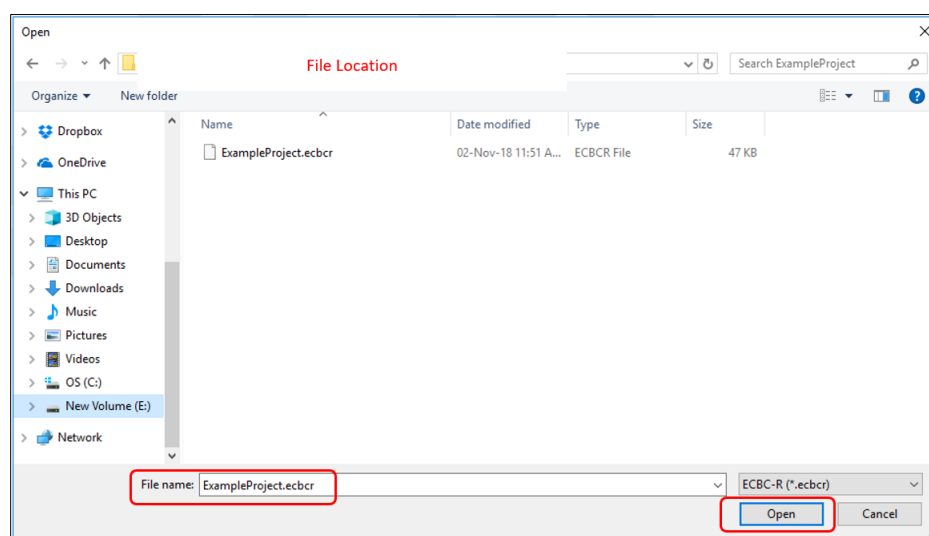 Open
File Location
Search ExampleProject
Organize
New folder
Name
Date modified
Type
Size
ExampleProject.ecbcr
02-Nov-18 11:51 A...
ECBCR File
47 KB
Dropbox
OneDrive
This PC
3D Objects
Desktop
Documents
Downloads
Music
Pictures
Videos
OS (C:)
New Volume (E:)
Network
File name: ExampleProject.ecbcr
ECBC-R (*.ecbcr)
Open
Cancel